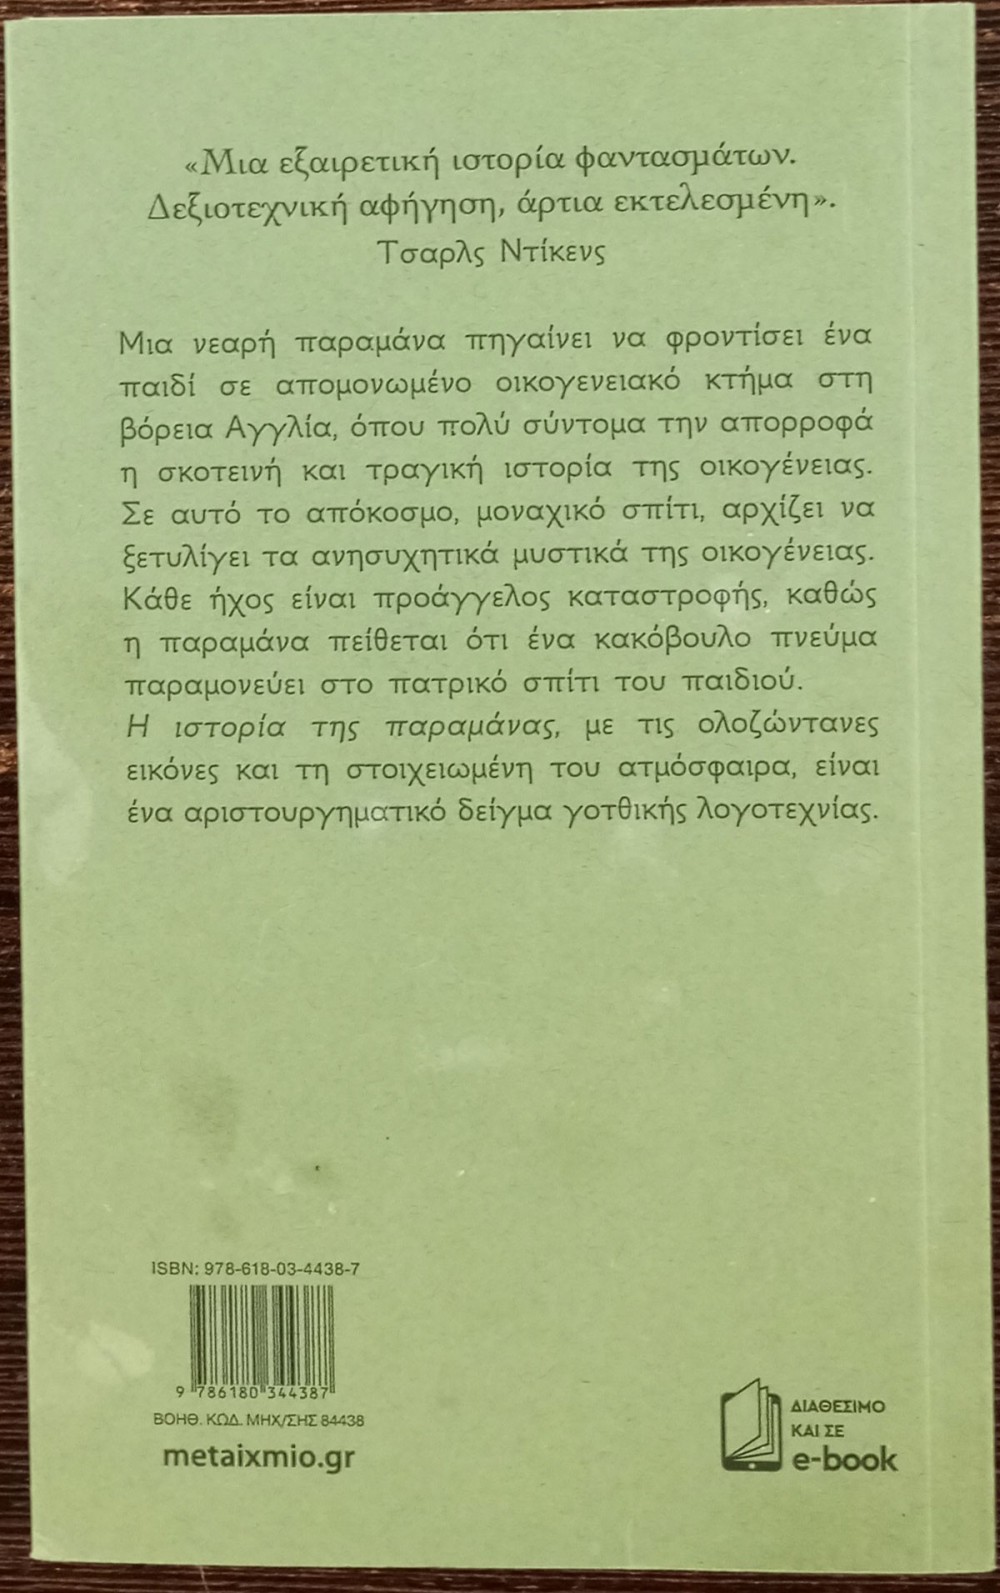 «Μια εξαιρετική ιστορία φαντασμάτων.
Δεξιοτεχνική αφήγηση, άρτια εκτελεσμένη».
Τσαρλς Ντίκενς
Μια νεαρή παραμάνα πηγαίνει να φροντίσει ένα
παιδί σε απομονωμένο οικογενειακό κτήμα στη
βόρεια Αγγλία, όπου πολύ σύντομα την απορροφά
η σκοτεινή και τραγική ιστορία της οικογένειας.
Σε αυτό το απόκοσμο, μοναχικό σπίτι, αρχίζει να
ξετυλίγει τα ανησυχητικά μυστικά της οικογένειας.
Κάθε ήχος είναι προάγγελος καταστροφής, καθώς
η παραμάνα πείθεται ότι ένα κακόβουλο πνεύμα
παραμονεύει στο πατρικό σπίτι του παιδιού.
Η ιστορία της παραμάνας, με τις ολοζώντανες
εικόνες και τη στοιχειωμένη του ατμόσφαιρα, είναι
ένα αριστουργηματικό δείγμα γοτθικής λογοτεχνίας.
ISBN: 978-618-03-4438-7
9 786180 344387
ΒΟΗΘ. ΚΩΔ. ΜΗΧ/ΣΗΣ 84438
metaixmio.gr
ΔΙΑΘΕΣΙΜΟ
ΚΑΙ ΣΕ
e-book